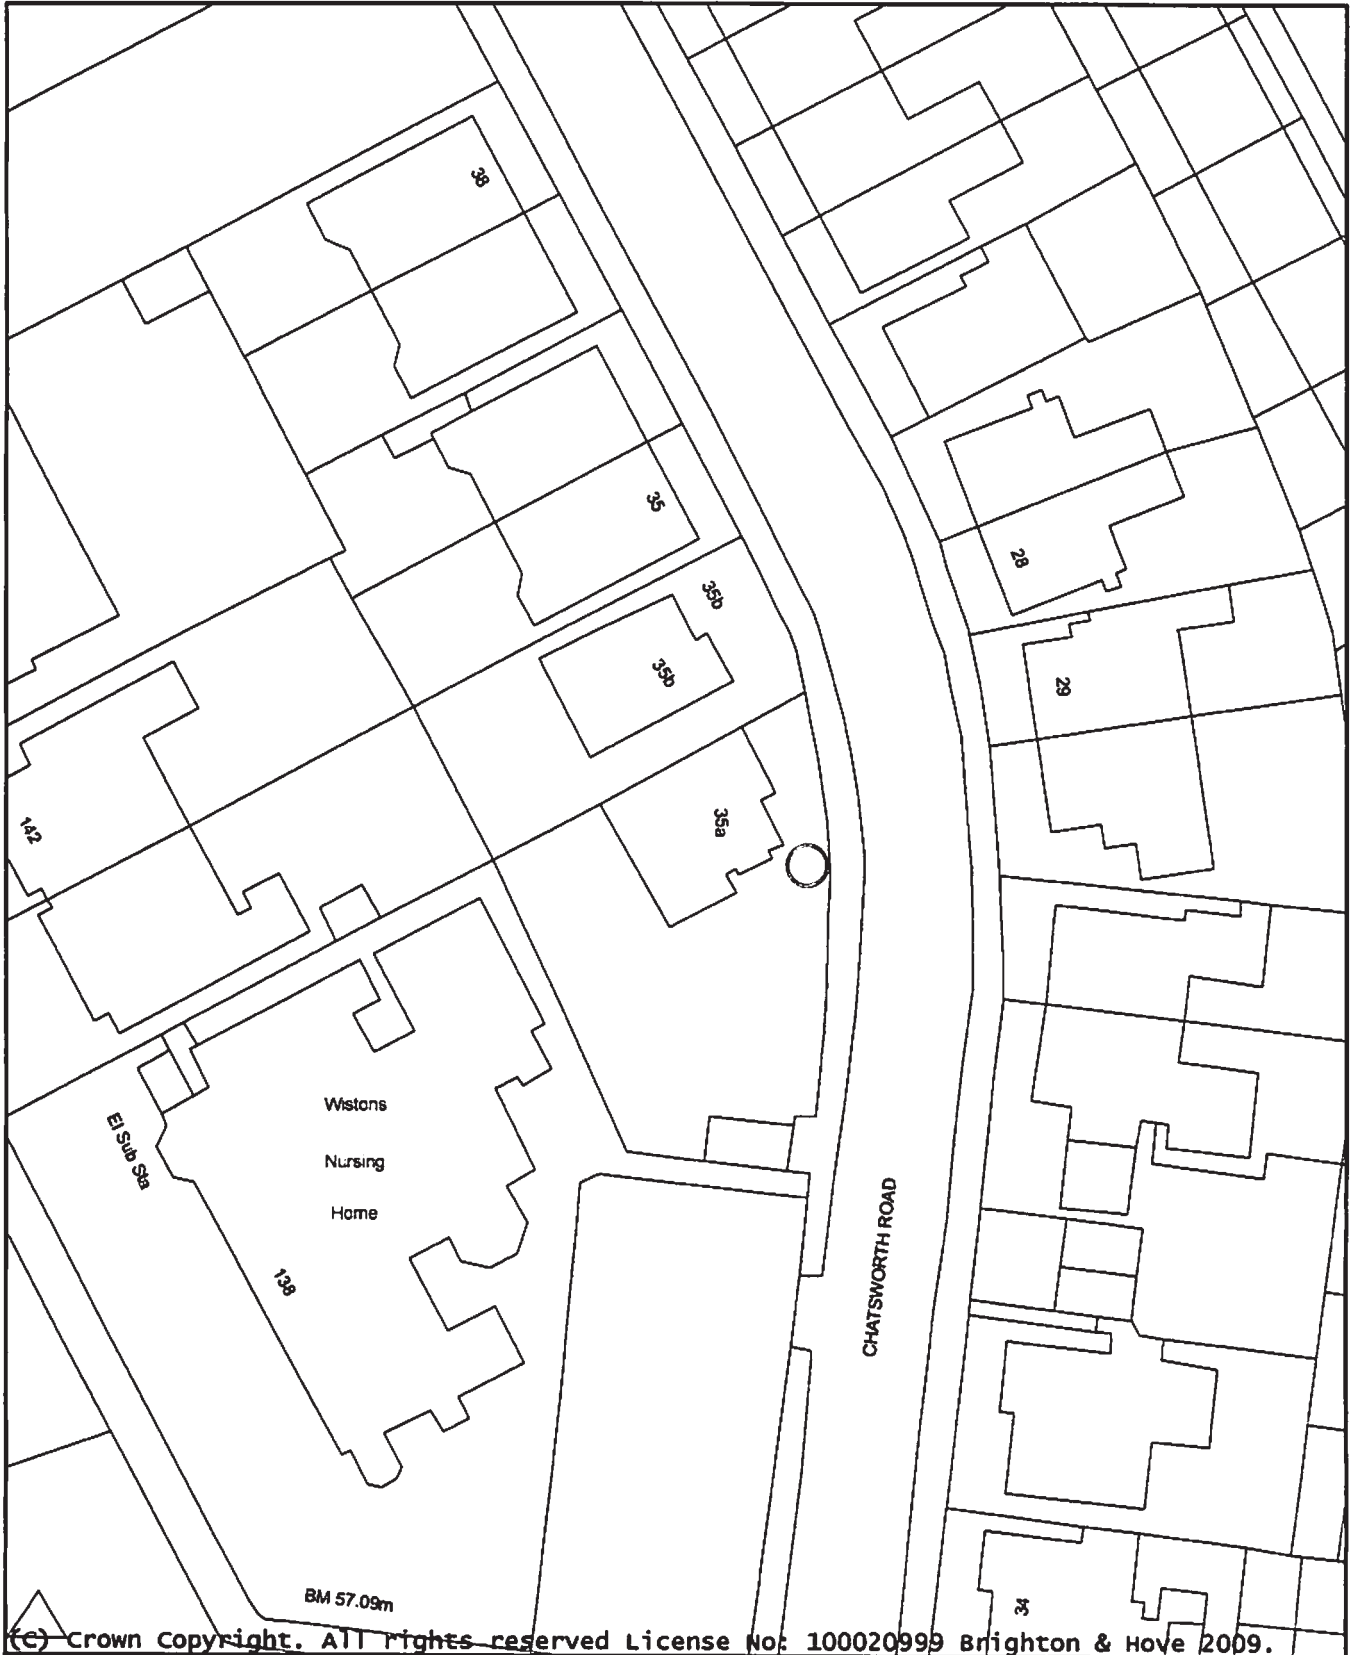 38
35
35b
28
35b
29
35a
142
Wistons
Nursing
Home
El Sub Sta
138
CHATSWORTH ROAD
BM 57.09m
34
(C) Crown Copyright. All rights reserved License No: 100020999 Brighton & Hove 2009.